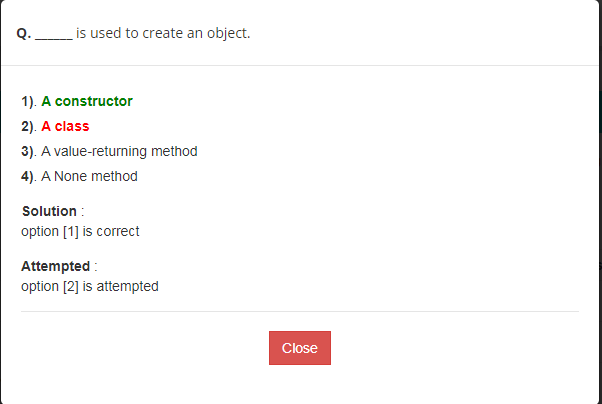 Q. ______ is used to create an object.
1). A constructor
2). A class
3). A value-returning method
4). A None method
Solution :
option [1] is correct
Attempted :
option [2] is attempted
Close